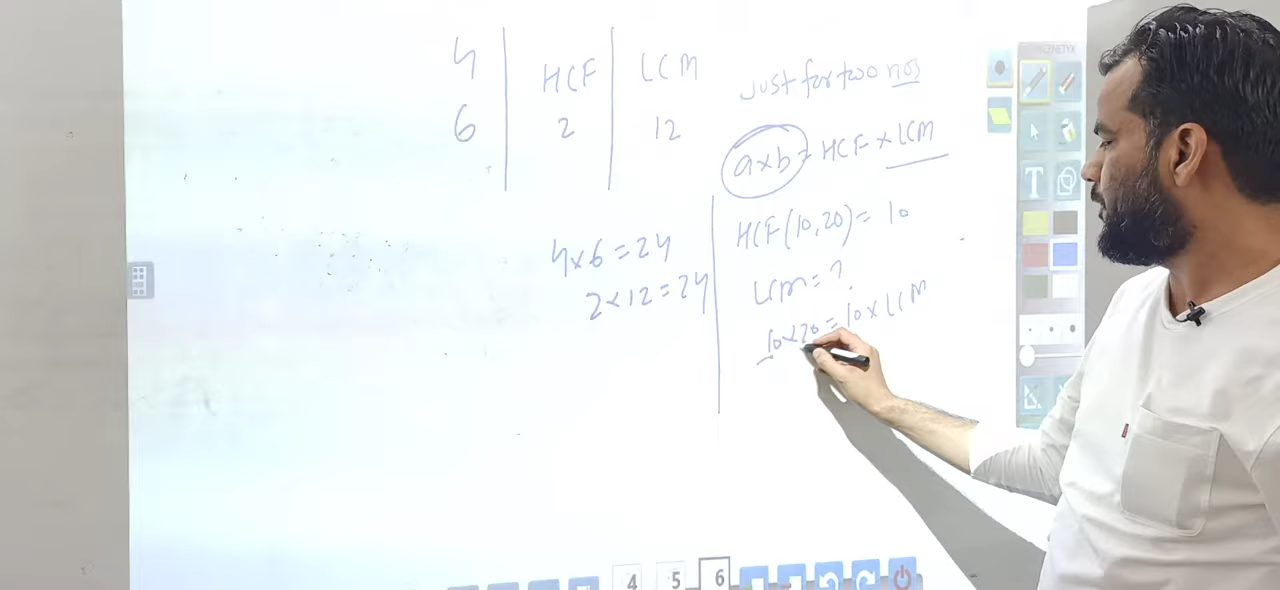 4 HCF LCM
6 2 12
4×6=24
2×12=24
Just for two nos
a×b=HCF×LCM
HCF(10,20)=10
LCM=?
10×20=10×LCM
T
4 5 6